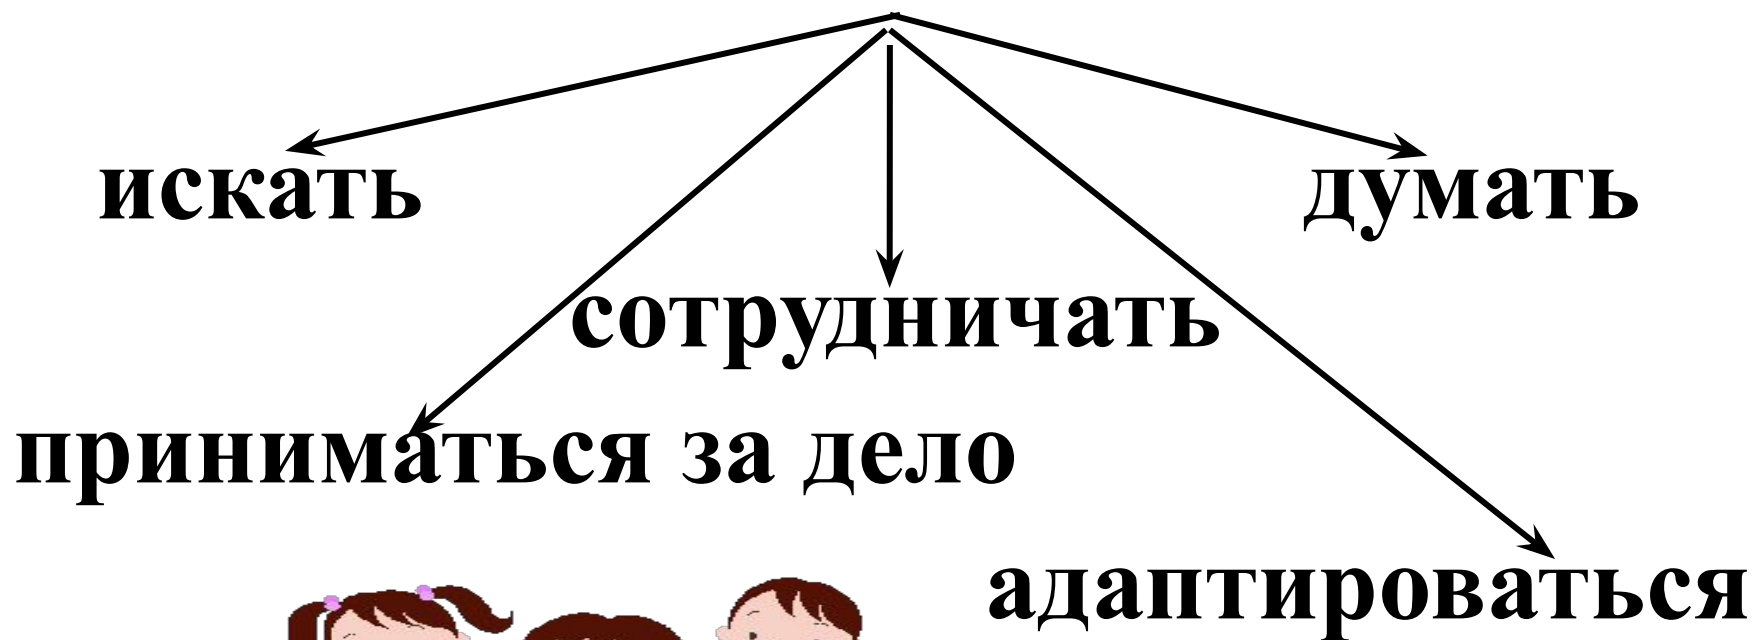 искать
думать
сотрудничать
приниматься за дело
адаптироваться